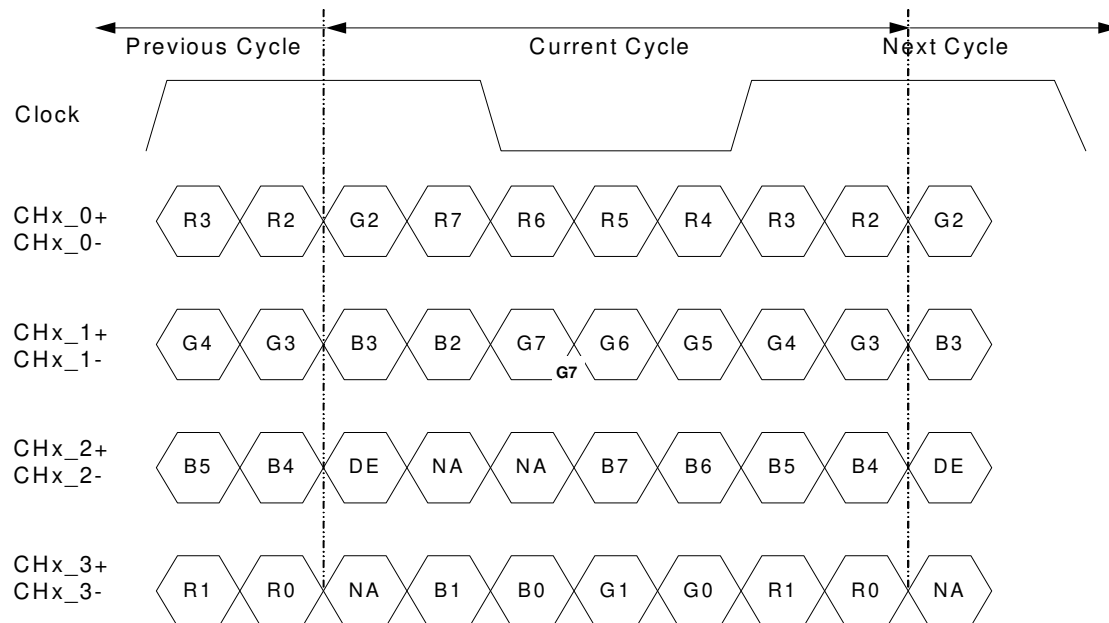 Previous Cycle Current Cycle Next Cycle
Clock
CHx_0+
CHx_0-
R3 R2 G2 R7 R6 R5 R4 R3 R2 G2
CHx_1+
CHx_1-
G4 G3 B3 B2 G7 G6 G5 G4 G3 B3
G7
CHx_2+
CHx_2-
B5 B4 DE NA NA B7 B6 B5 B4 DE
CHx_3+
CHx_3-
R1 R0 NA B1 B0 G1 G0 R1 R0 NA